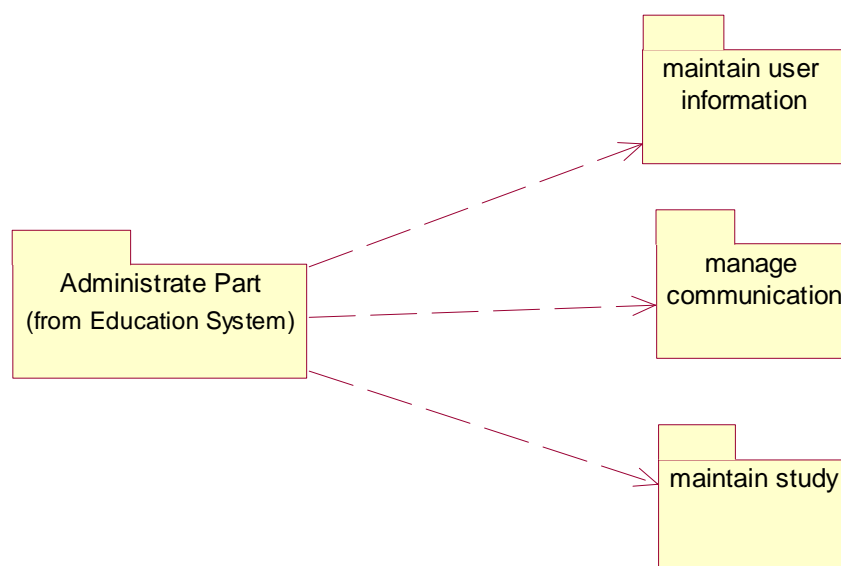 maintain user
information
Administrate Part
(from Education System)
manage
communication
maintain study